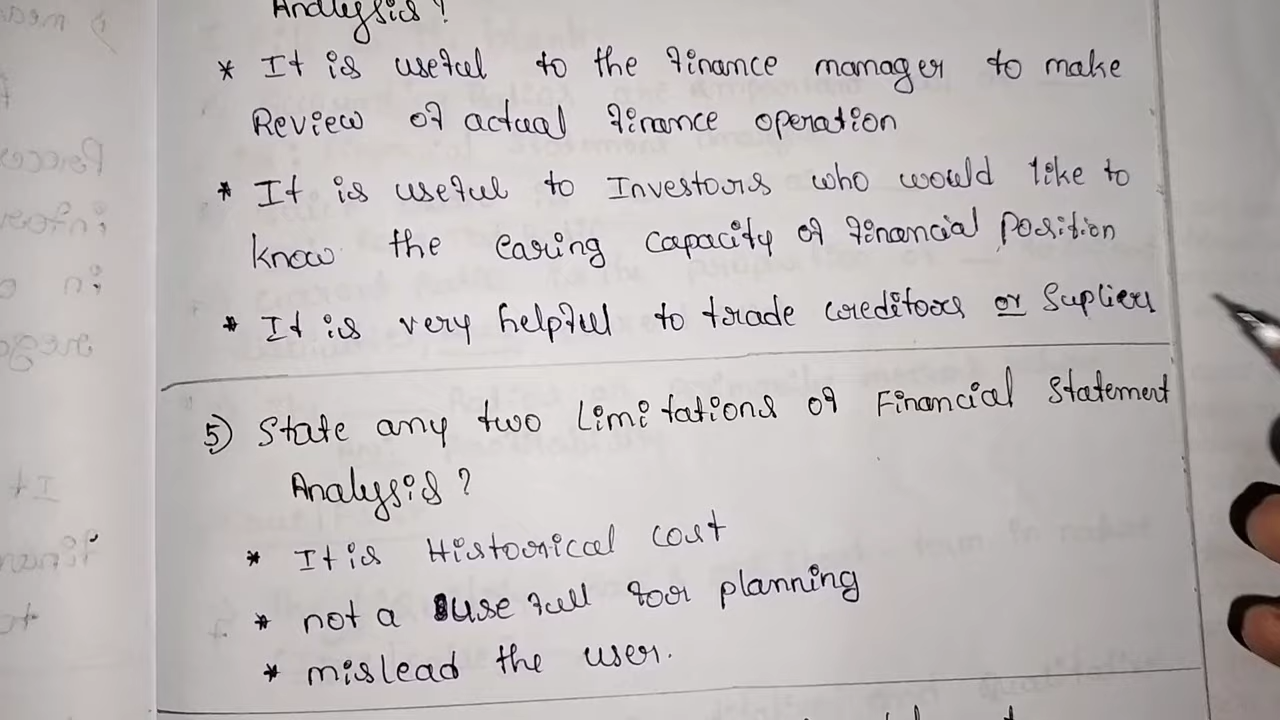 Analysis?
* It is useful to the finance manager to make
Review of actual finance operation
* It is useful to Investors who would like to
know the earing capacity of financial position
* It is very helpful to trade creditors or Supliers
5) State any two Limitations of Financial Statement
Analysis?
* It is Historical cost
* not a usefull for planning
* mislead the user.